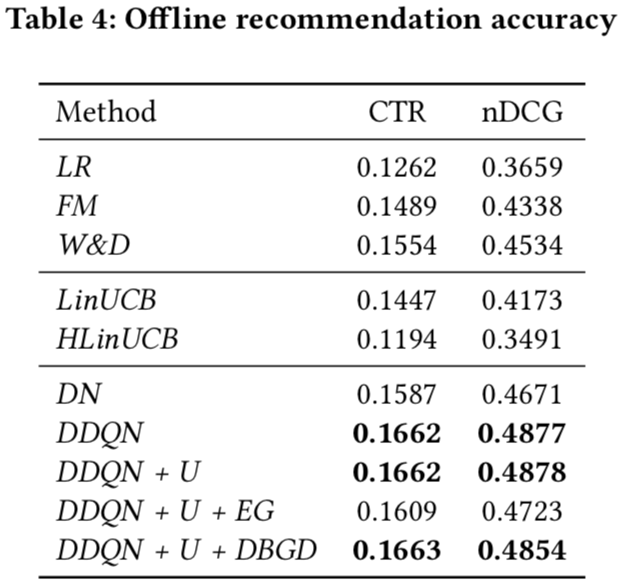 Table 4: Offline recommendation accuracy
Method CTR nDCG
LR 0.1262 0.3659
FM 0.1489 0.4338
W&D 0.1554 0.4534
LinUCB 0.1447 0.4173
HLinUCB 0.1194 0.3491
DN 0.1587 0.4671
DDQN 0.1662 0.4877
DDQN + U 0.1662 0.4878
DDQN + U + EG 0.1609 0.4723
DDQN + U + DBGD 0.1663 0.4854